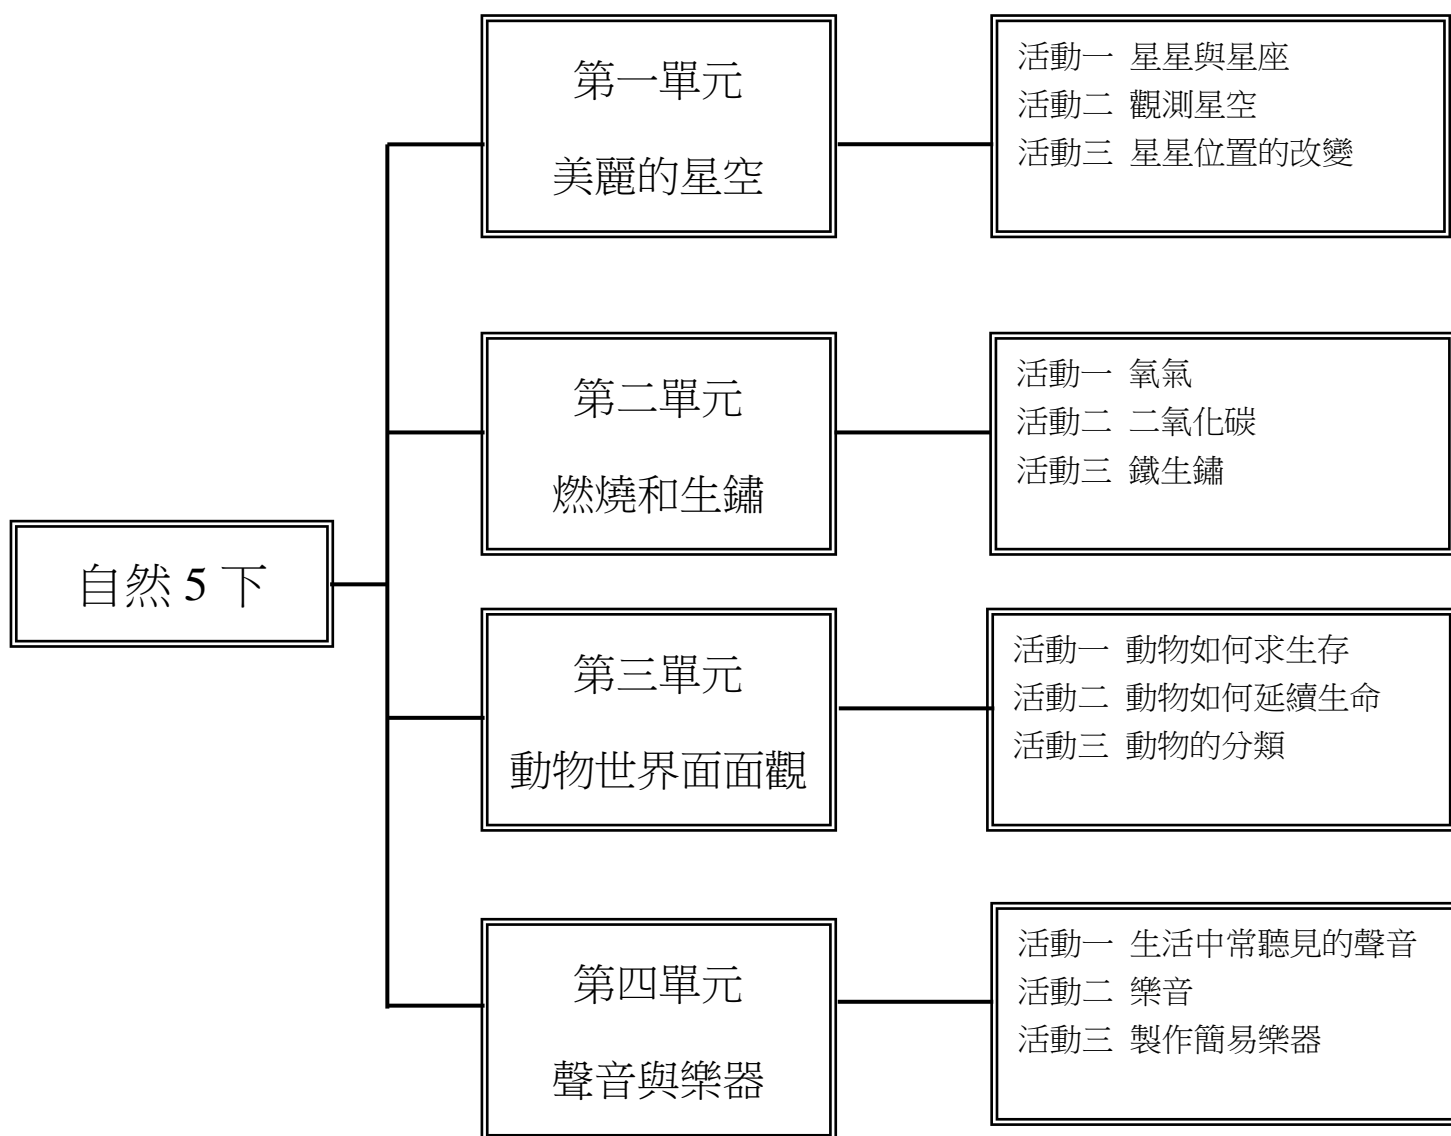 自然 5 下
第一單元
美麗的星空
活動一 星星與星座
活動二 觀測星空
活動三 星星位置的改變
第二單元
燃燒和生鏽
活動一 氧氣
活動二 二氧化碳
活動三 鐵生鏽
第三單元
動物世界面面觀
活動一 動物如何求生存
活動二 動物如何延續生命
活動三 動物的分類
第四單元
聲音與樂器
活動一 生活中常聽見的聲音
活動二 樂音
活動三 製作簡易樂器